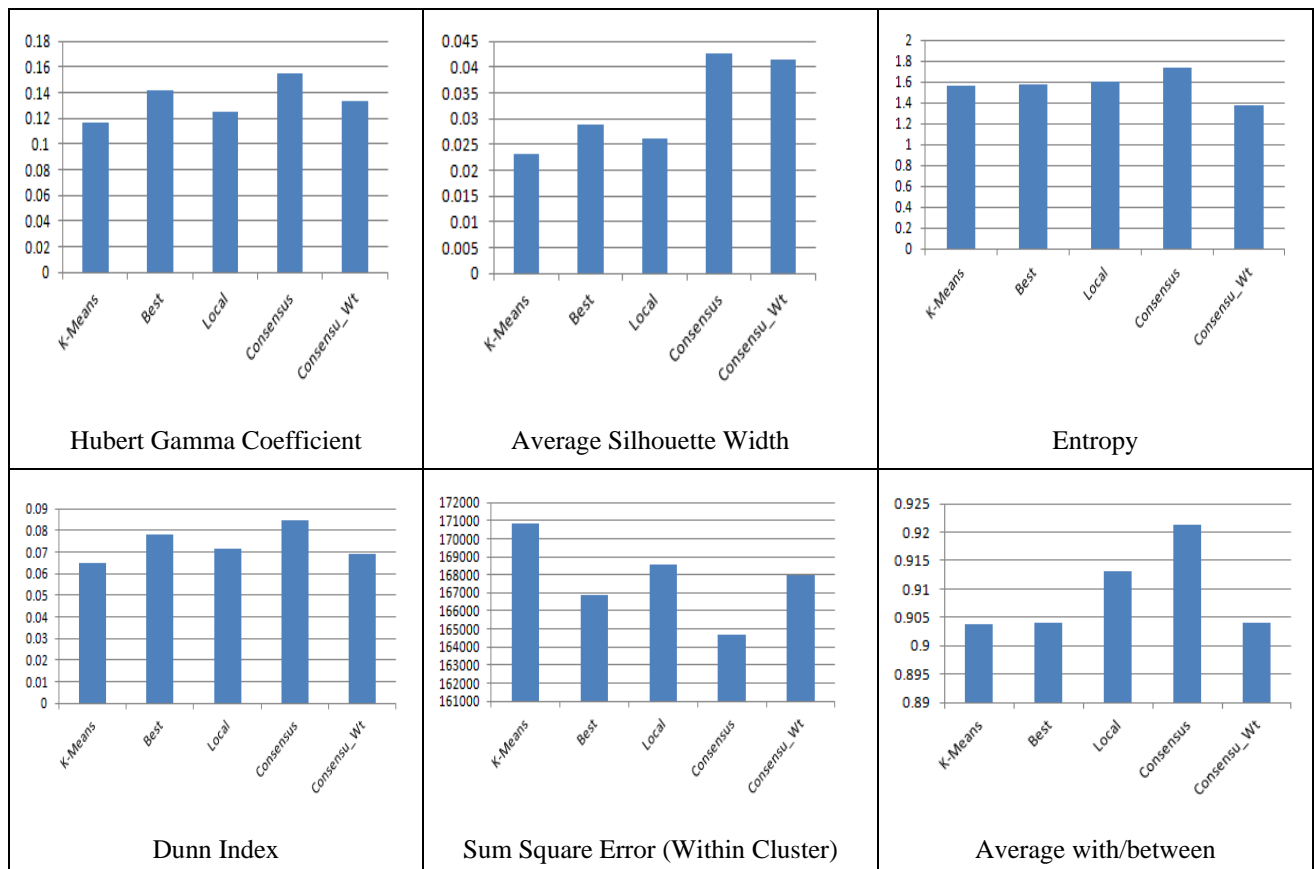 0.18
0.16
0.14
0.12
0.1
0.08
0.06
0.04
0.02
0
K-Means
Best
Local
Consensus
Consensu_Wt
Hubert Gamma Coefficient
0.045
0.04
0.035
0.03
0.025
0.02
0.015
0.01
0.005
0
K-Means
Best
Local
Consensus
Consensu_Wt
Average Silhouette Width
2
1.8
1.6
1.4
1.2
1
0.8
0.6
0.4
0.2
0
K-Means
Best
Local
Consensus
Consensu_Wt
Entropy
0.09
0.08
0.07
0.06
0.05
0.04
0.03
0.02
0.01
0
K-Means
Best
Local
Consensus
Consensu_Wt
Dunn Index
172000
171000
170000
169000
168000
167000
166000
165000
164000
163000
162000
161000
K-Means
Best
Local
Consensus
Consensu_Wt
Sum Square Error (Within Cluster)
0.925
0.92
0.915
0.91
0.905
0.9
0.895
0.89
K-Means
Best
Local
Consensus
Consensu_Wt
Average with/between